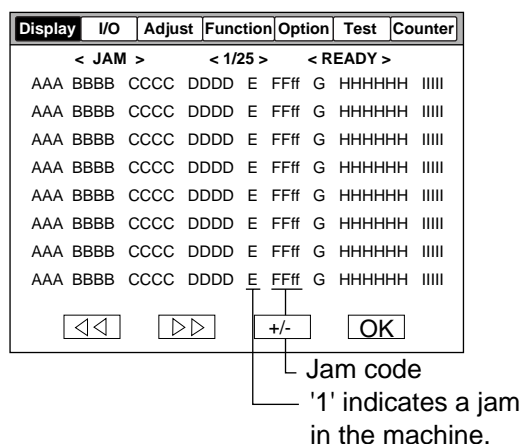 Display I/O Adjust Function Option Test Counter
< JAM > < 1/25 > < READY >
AAA BBBB CCCC DDDD E FFff G HHHHHH IIIII
AAA BBBB CCCC DDDD E FFff G HHHHHH IIIII
AAA BBBB CCCC DDDD E FFff G HHHHHH IIIII
AAA BBBB CCCC DDDD E FFff G HHHHHH IIIII
AAA BBBB CCCC DDDD E FFff G HHHHHH IIIII
AAA BBBB CCCC DDDD E FFff G HHHHHH IIIII
AAA BBBB CCCC DDDD E FFff G HHHHHH IIIII
AAA BBBB CCCC DDDD E FFff G HHHHHH IIIII
+/- OK
Jam code
'1' indicates a jam
in the machine.